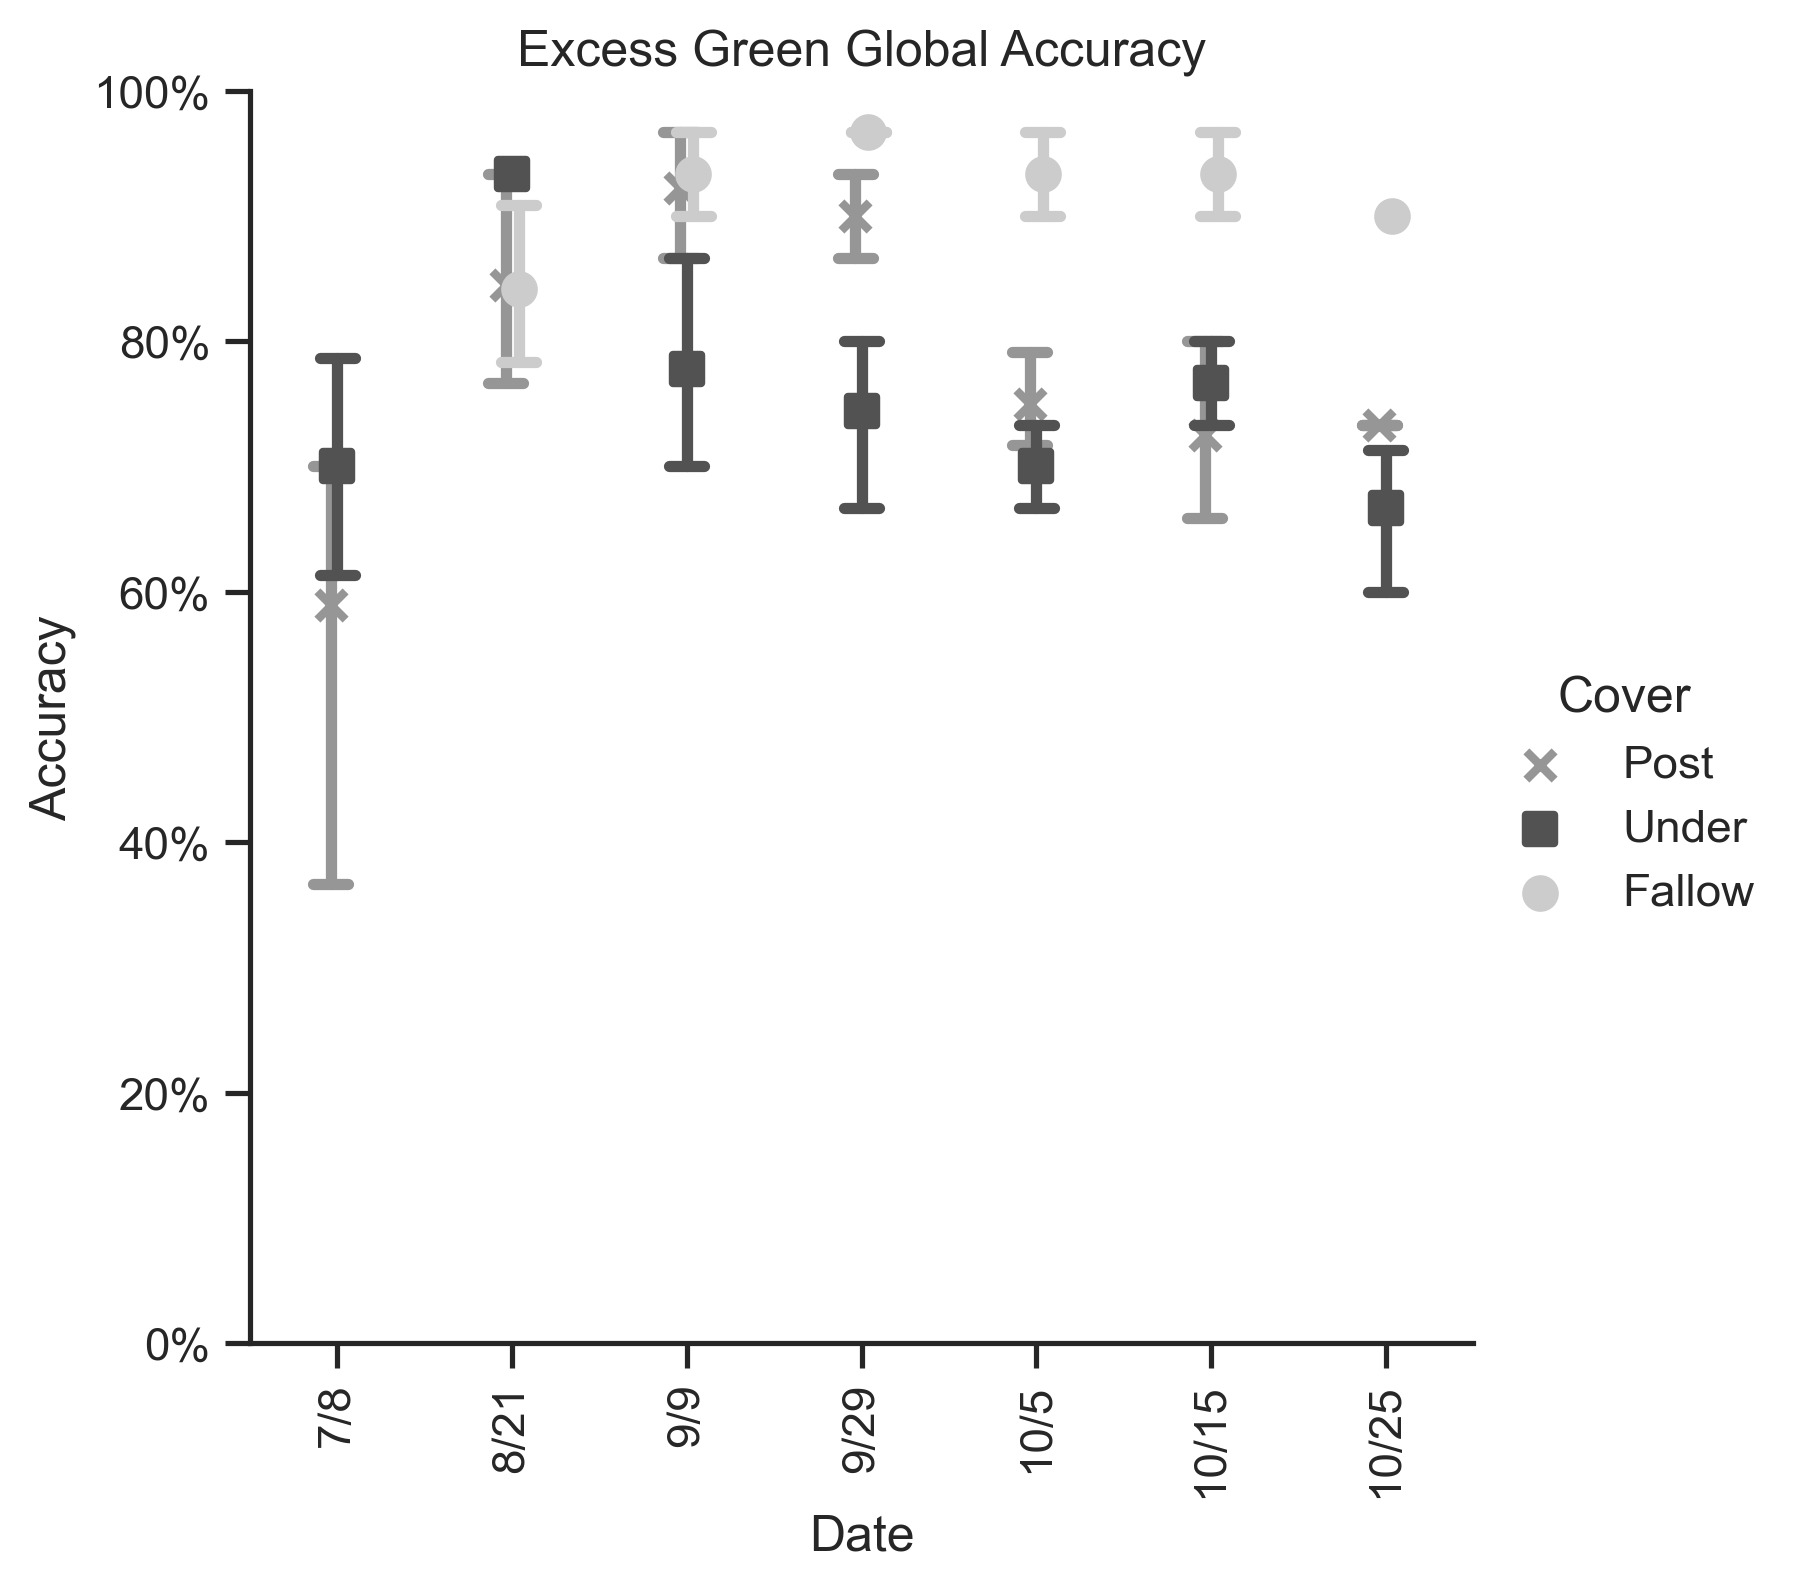 Excess Green Global Accuracy
100%
80%
60%
40%
20%
0%
Accuracy
7/8
8/21
9/9
9/29
10/5
10/15
10/25
Date
Cover
Post
Under
Fallow